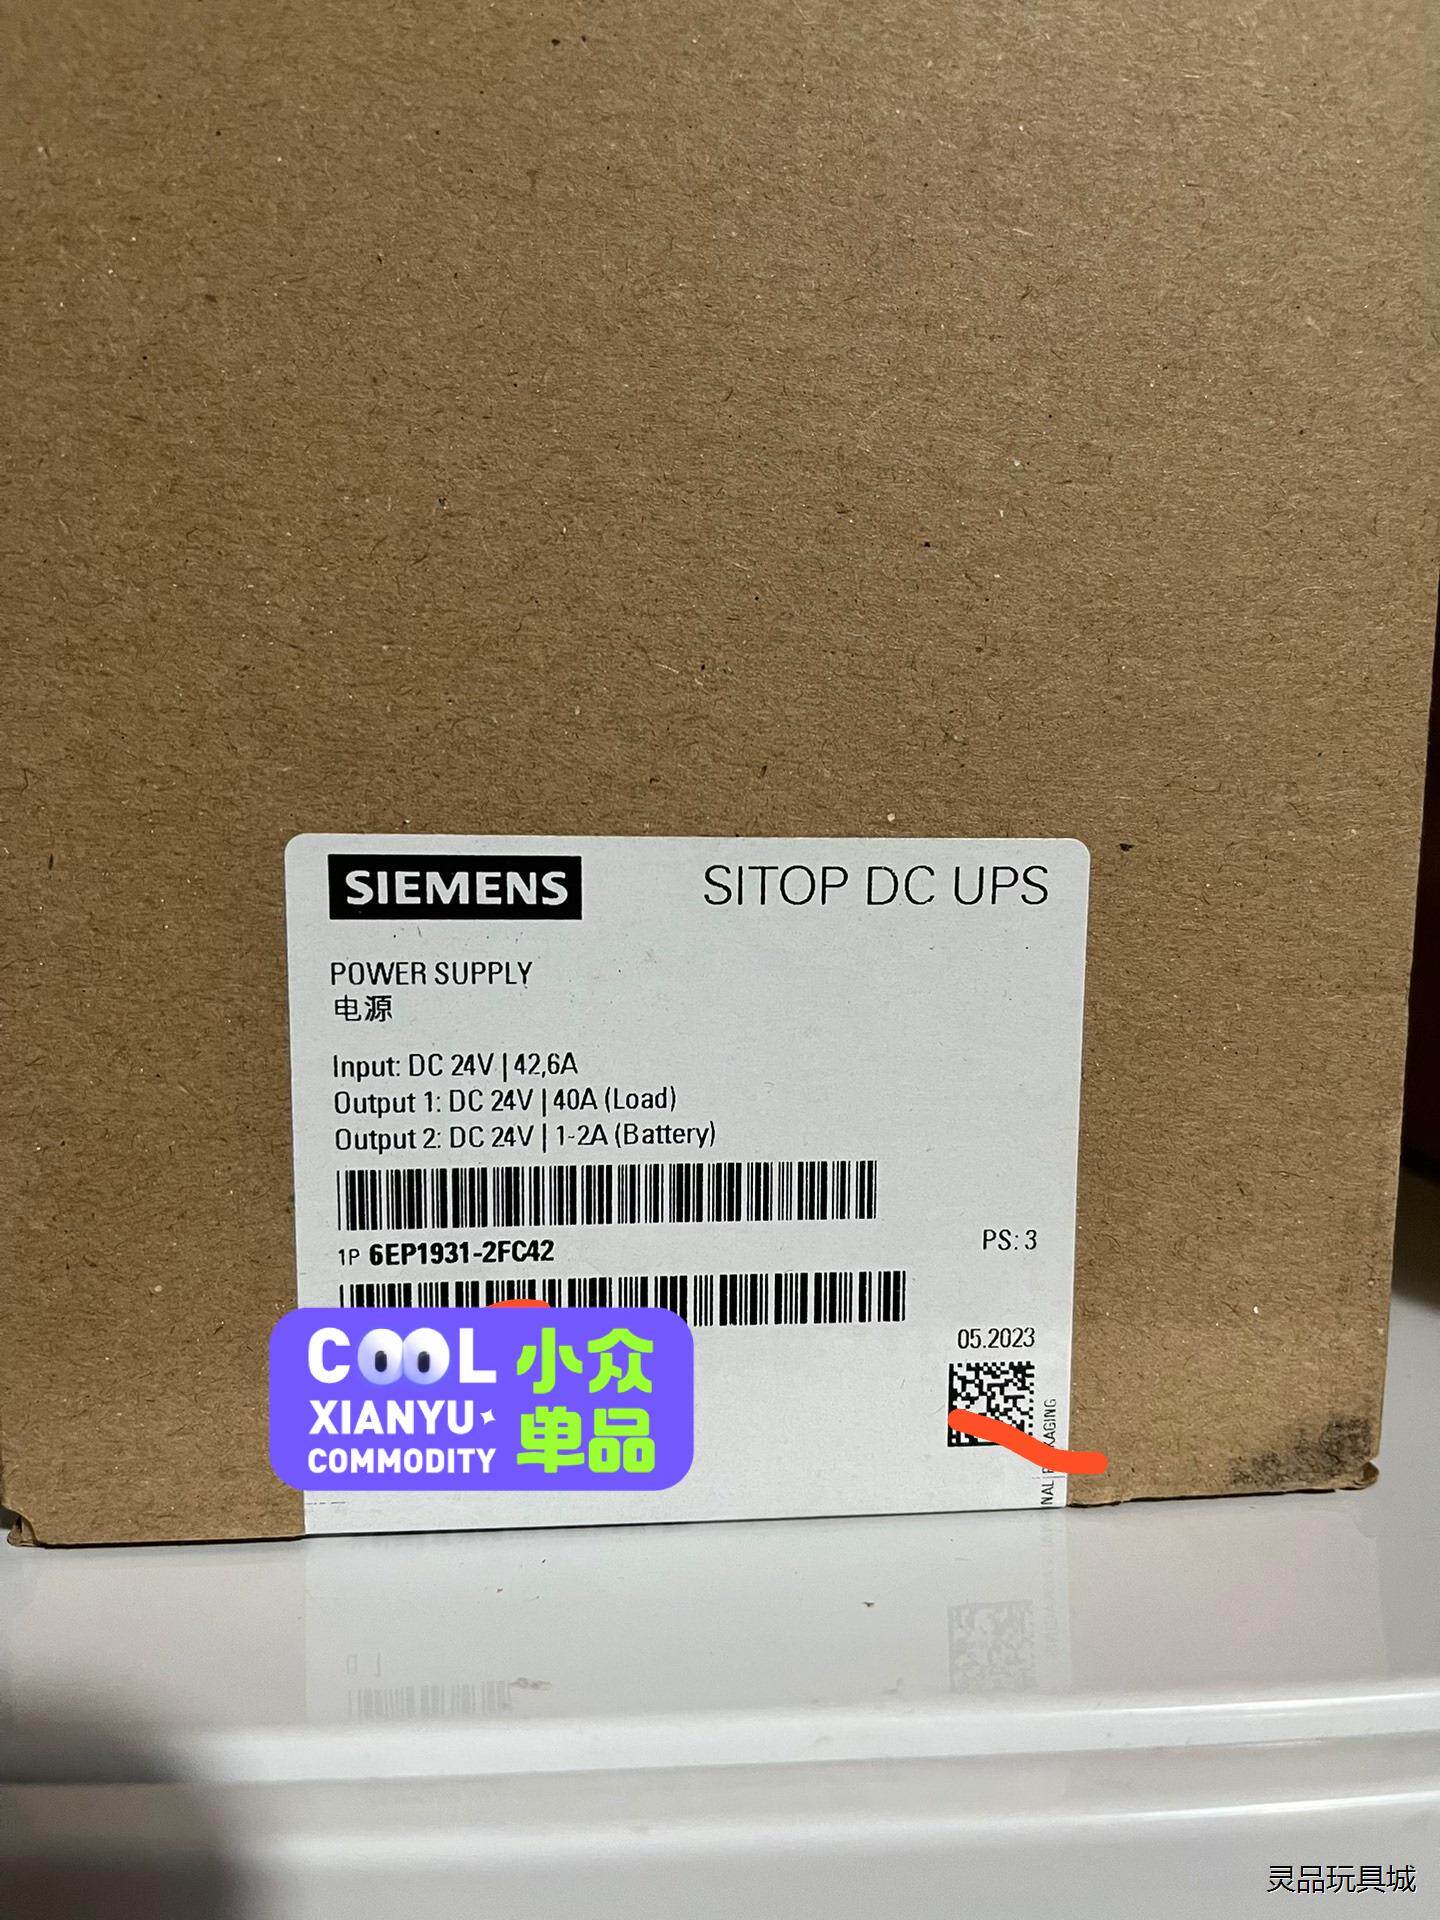 SIEMENS
SITOP DC UPS
POWER SUPPLY
电源
Input: DC 24V | 42,6A
Output 1: DC 24V | 40A (Load)
Output 2: DC 24V | 1-2A (Battery)
1P 6EP1931-2FC42
PS: 3
05.2023
COOL
XIANYU
COMMODITY
小众
单品
灵品玩具城